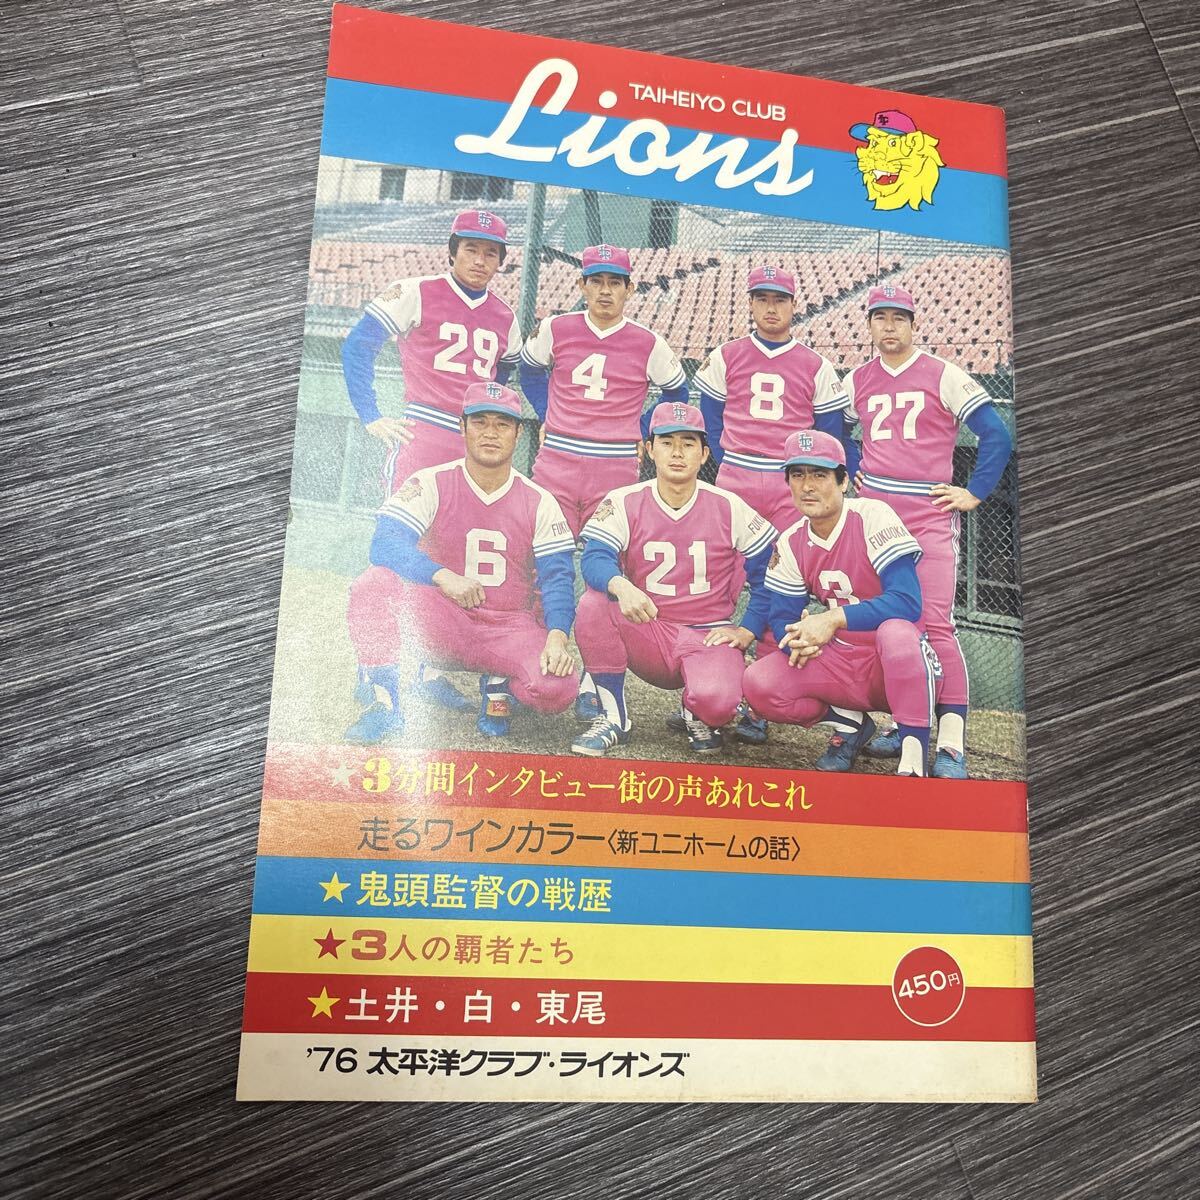 TAIHEIYO CLUB
Lions
29
4
8
27
FUKUOKA
6
21
3
★3分間インタビュー街の声あれこれ
走るワインカラー〈新ユニホームの話〉
★鬼頭監督の戦歴
★3人の覇者たち
★土井・白・東尾
450円
'76 太平洋クラブ・ライオンズ